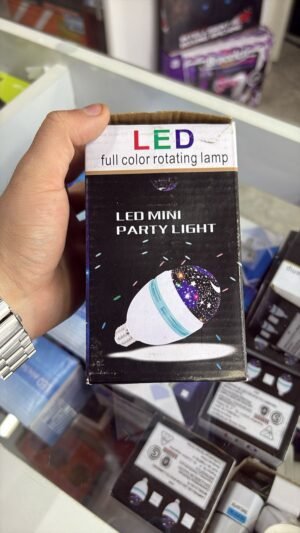 LED
full color rotating lamp
LED MINI
PARTY LIGHT